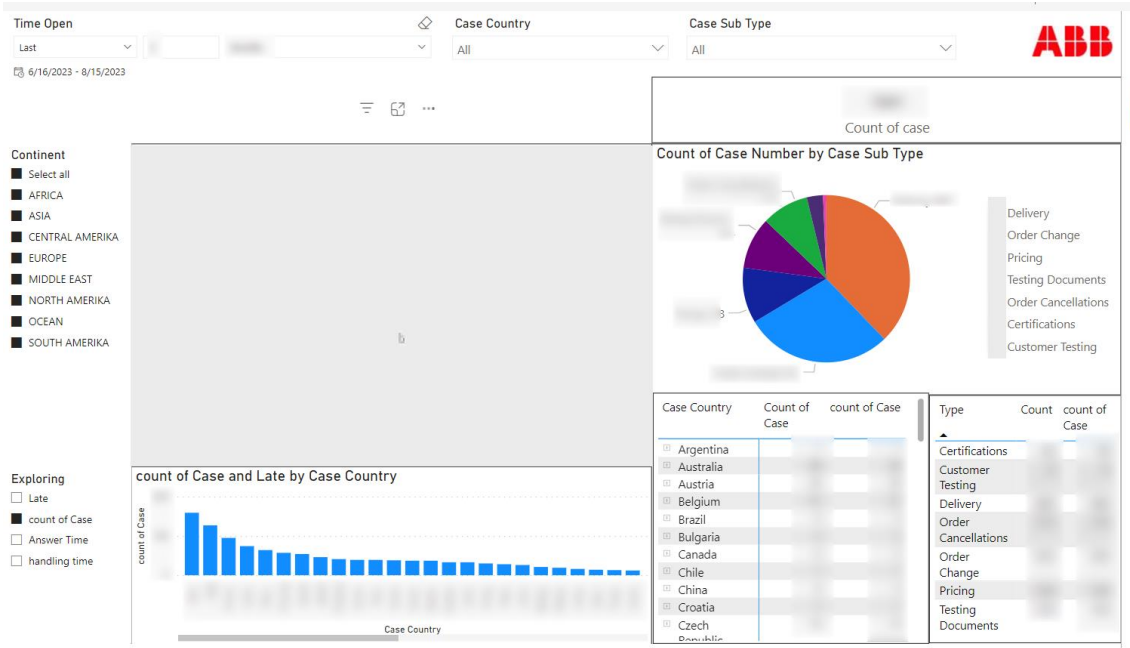 Time Open
Case Country
Case Sub Type
Last
All
All
ABB
6/16/2023 - 8/15/2023
Count of case
Continent
Select all
AFRICA
ASIA
CENTRAL AMERIKA
EUROPE
MIDDLE EAST
NORTH AMERIKA
OCEAN
SOUTH AMERIKA
Count of Case Number by Case Sub Type
Delivery
Order Change
Pricing
Testing Documents
Order Cancellations
Certifications
Customer Testing
Exploring
Late
count of Case
Answer Time
handling time
count of Case and Late by Case Country
count of Case
Case Country
Case Country
Count of
Case
count of Case
Argentina
Australia
Austria
Belgium
Brazil
Bulgaria
Canada
Chile
China
Croatia
Czech
Republic
Type
Count
count of
Case
Certifications
Customer
Testing
Delivery
Order
Cancellations
Order
Change
Pricing
Testing
Documents